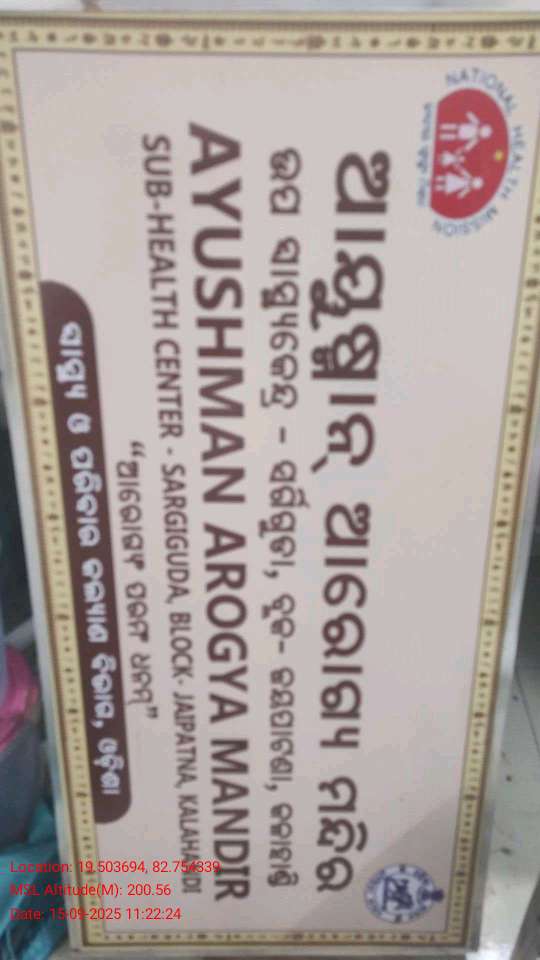 NATIONAL HEALTH MISSION
ଆୟୁଷ୍ମାନ୍ ଆରୋଗ୍ୟ ମନ୍ଦିର
ଉପ ସ୍ୱାସ୍ଥ୍ୟକେନ୍ଦ୍ର - ସର୍ଗିଗୁଡା, ବ୍ଲକ- ଜୟପାଟଣା, କଳାହାଣ୍ଡି
AYUSHMAN AROGYA MANDIR
SUB-HEALTH CENTER - SARGIGUDA, BLOCK- JAIPATNA, KALAHANDI
“ଆରୋଗ୍ୟଂ ପରମଂ ଧନମ୍”
ସ୍ୱାସ୍ଥ୍ୟ ଓ ପରିବାର କଲ୍ୟାଣ ବିଭାଗ, ଓଡ଼ିଶା
Location: 19.503694, 82.754339
MSL Altitude(M): 200.56
Date: 15-09-2025 11:22:24